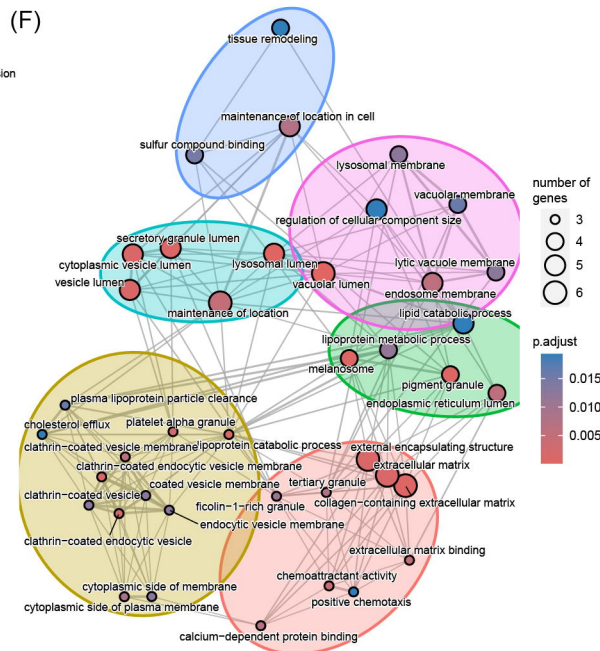 (F)
sion
tissue remodeling
maintenance of location in cell
sulfur compound binding
lysosomal membrane
vacuolar membrane
regulation of cellular component size
secretory granule lumen
cytoplasmic vesicle lumen
lysosomal lumen
lytic vacuole membrane
vesicle lumen
vacuolar lumen
endosome membrane
maintenance of location
lipid catabolic process
lipoprotein metabolic process
melanosome
pigment granule
endoplasmic reticulum lumen
plasma lipoprotein particle clearance
cholesterol efflux
platelet alpha granule
clathrin-coated vesicle membrane
lipoprotein catabolic process
external encapsulating structure
clathrin-coated endocytic vesicle membrane
extracellular matrix
coated vesicle membrane
tertiary granule
clathrin-coated vesicle
ficolin-1-rich granule
collagen-containing extracellular matrix
endocytic vesicle membrane
clathrin-coated endocytic vesicle
extracellular matrix binding
chemoattractant activity
cytoplasmic side of membrane
positive chemotaxis
cytoplasmic side of plasma membrane
calcium-dependent protein binding
number of
genes
3
4
5
6
p.adjust
0.015
0.010
0.005